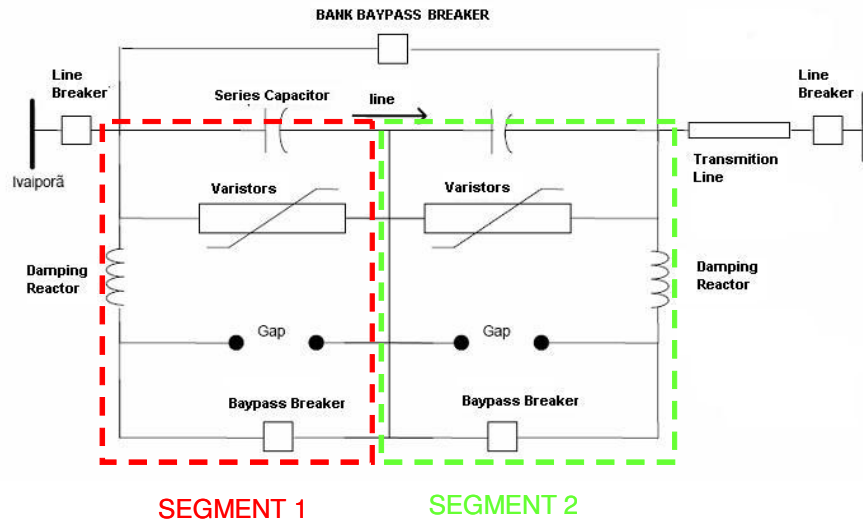 BANK BAYPASS BREAKER
Line
Breaker
Series Capacitor
line
Line
Breaker
Ivaiporã
Transmition
Line
Varistors
Varistors
Damping
Reactor
Damping
Reactor
Gap
Gap
Baypass Breaker
Baypass Breaker
SEGMENT 1
SEGMENT 2